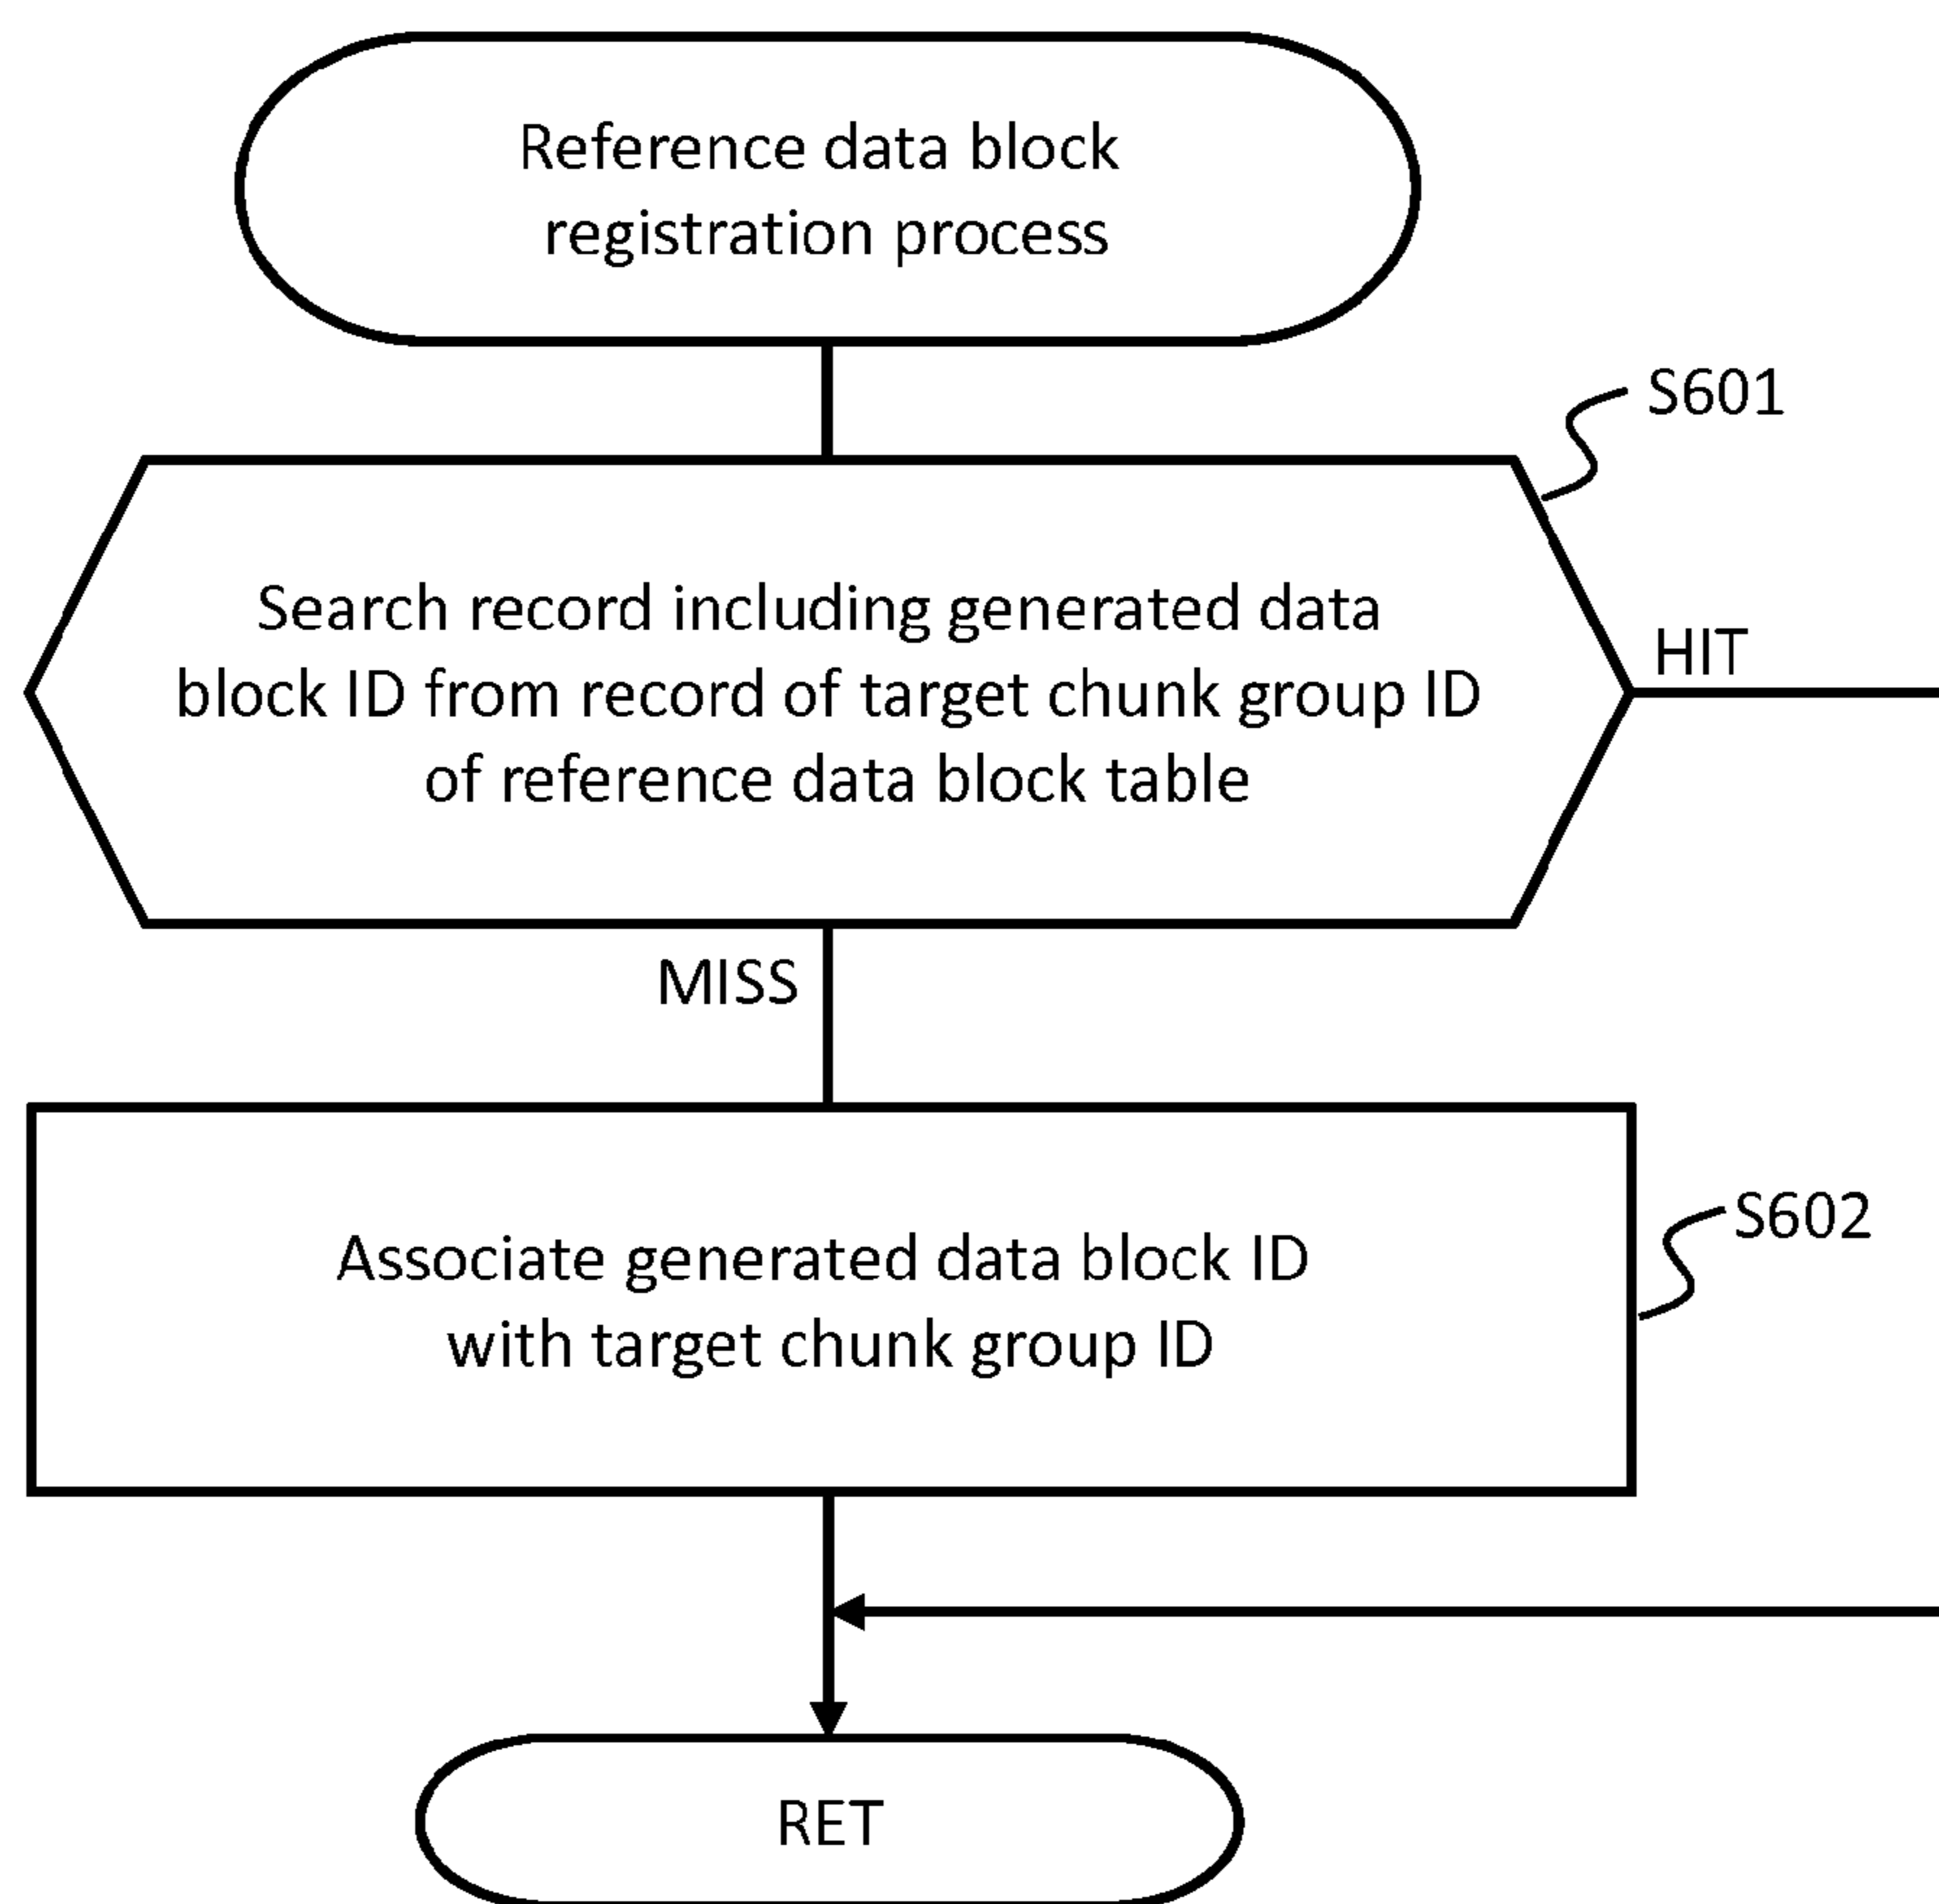 Reference data block
registration process
S601
Search record including generated data
block ID from record of target chunk group ID
of reference data block table
HIT
MISS
S602
Associate generated data block ID
with target chunk group ID
RET